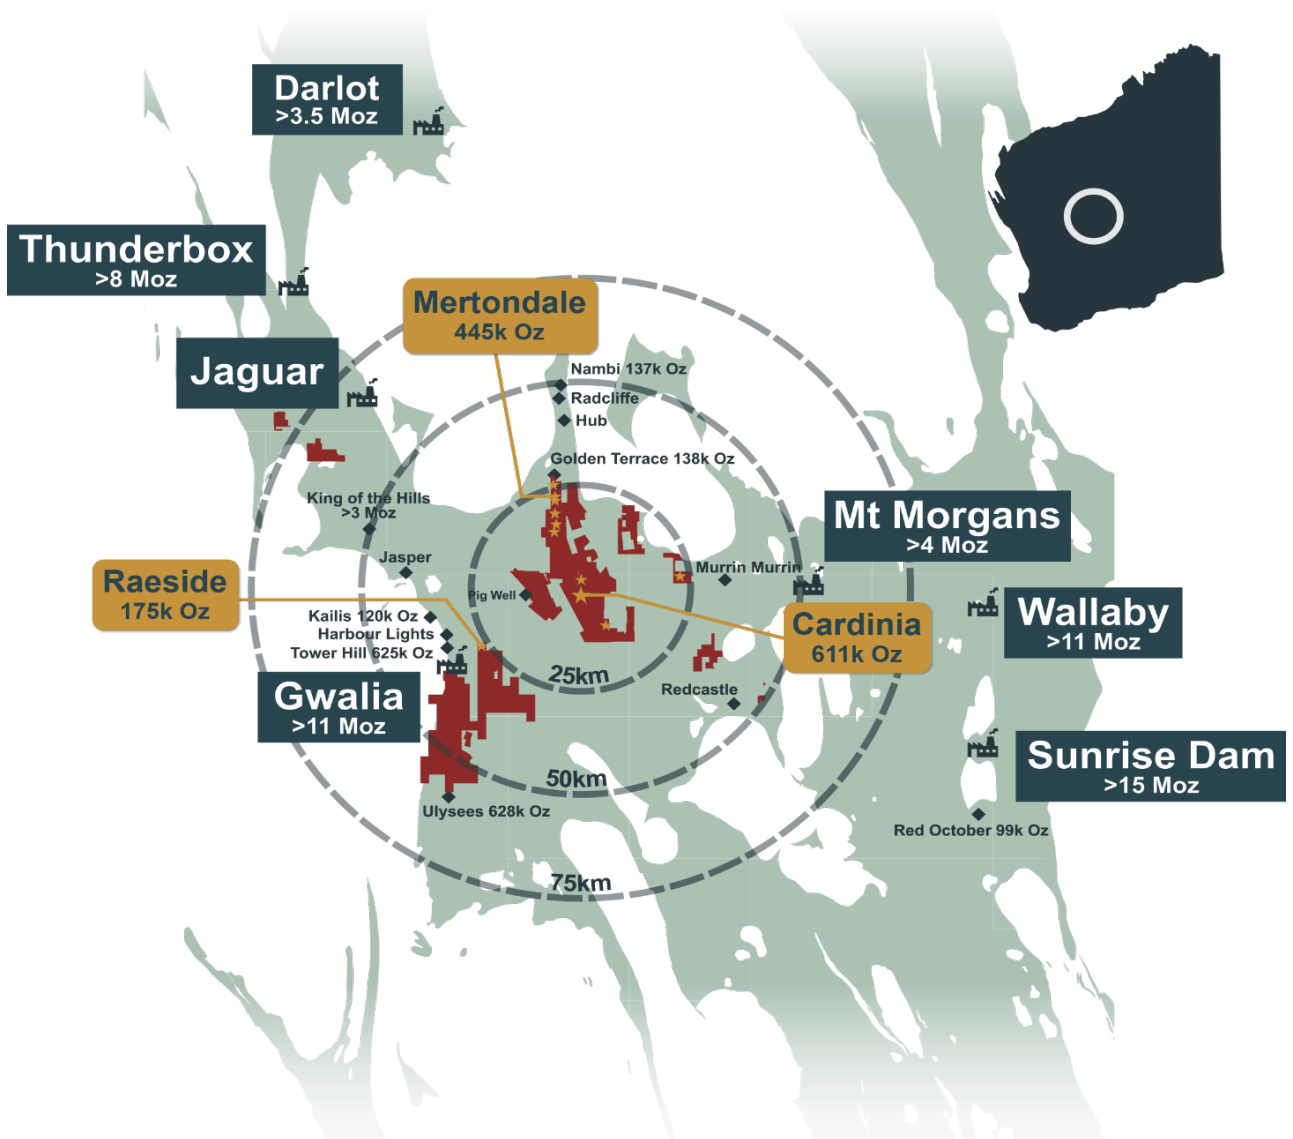 Darlot
>3.5 Moz
Thunderbox
>8 Moz
Mertondale
445k Oz
Jaguar
Nambi 137k Oz
Radcliffe
Hub
Golden Terrace 138k Oz
King of the Hills
>3 Moz
Mt Morgans
>4 Moz
Jasper
Murrin Murrin
Raeside
175k Oz
Pig Well
Kailis 120k Oz
Harbour Lights
Tower Hill 625k Oz
Cardinia
611k Oz
Wallaby
>11 Moz
25km
Redcastle
Gwalia
>11 Moz
Sunrise Dam
>15 Moz
50km
Ulysees 628k Oz
Red October 99k Oz
75km